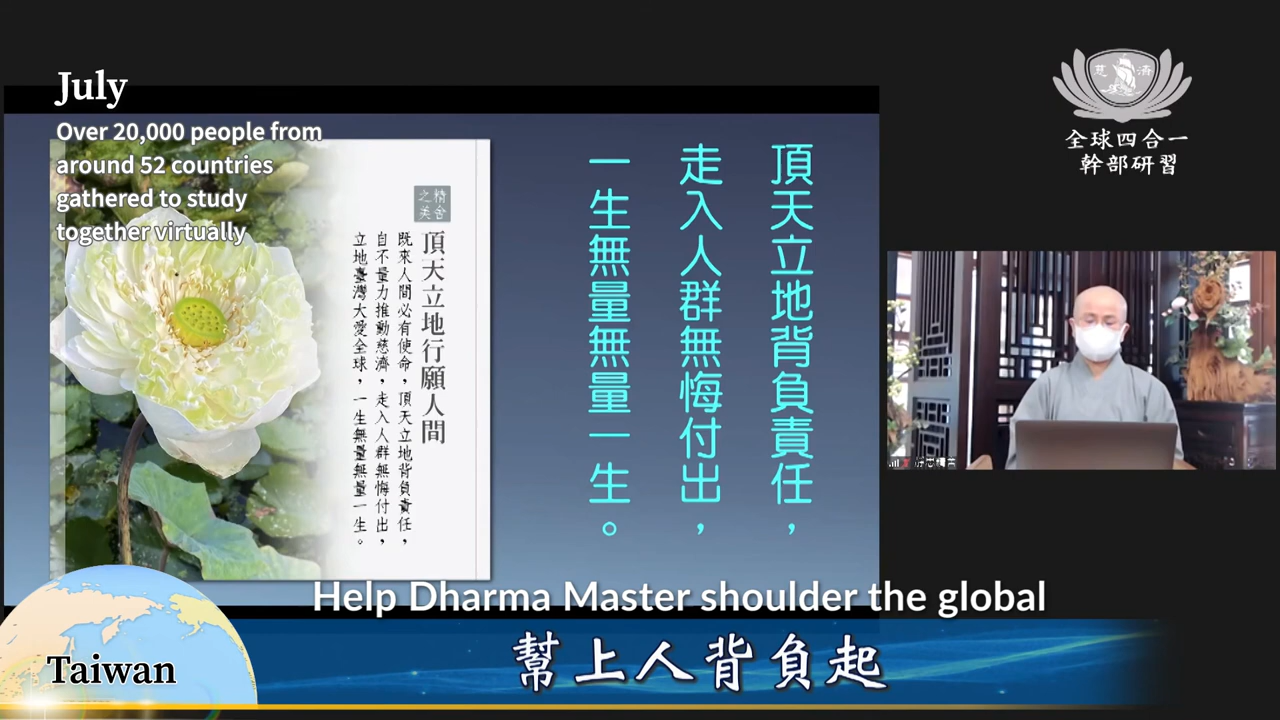 July
Over 20,000 people from
around 52 countries
gathered to study
together virtually
慈 濟
全球四合一
幹部研習
頂天立地背負責任，
走入人群無悔付出，
一生無量無量一生。
精舍
之美
頂天立地行願人間
既來人間必有使命，頂天立地背負責任，
自不量力推動慈濟，走入人群無悔付出，
立地臺灣大愛全球，一生無量無量一生。
Help Dharma Master shoulder the global
幫上人背負起
Taiwan